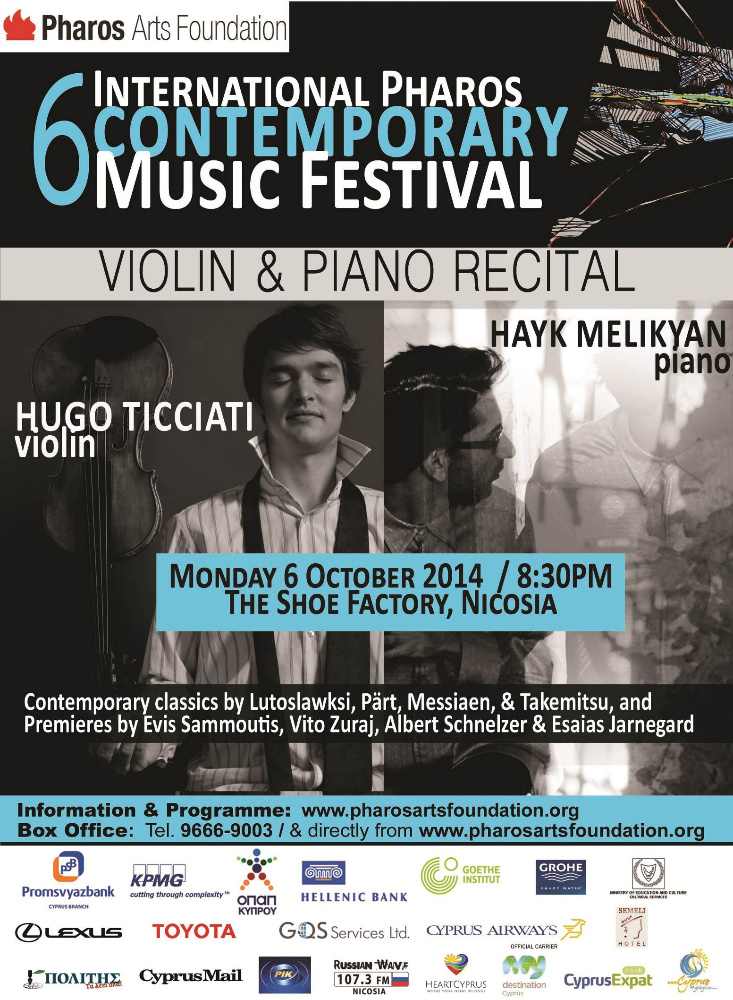 Pharos Arts Foundation
6 INTERNATIONAL PHAROS
CONTEMPORARY
MUSIC FESTIVAL
VIOLIN & PIANO RECITAL
HAYK MELIKYAN
piano
HUGO TICCIATI
violin
MONDAY 6 OCTOBER 2014 / 8:30PM
THE SHOE FACTORY, NICOSIA
Contemporary classics by Lutoslawksi, Pärt, Messiaen, & Takemitsu, and
Premieres by Evis Sammoutis, Vito Zuraj, Albert Schnelzer & Esaias Jarnegard
Information & Programme: www.pharosartsfoundation.org
Box Office: Tel. 9666-9003 / & directly from www.pharosartsfoundation.org
PSB
Promsvyazbank
CYPRUS BRANCH
KPMG
cutting through complexity™
οπαπ
ΚΥΠΡΟΥ
HELLENIC BANK
GOETHE
INSTITUT
GROHE
ENJOY WATER®
MINISTRY OF EDUCATION AND CULTURE
CULTURAL SERVICES
LEXUS
TOYOTA
GQS Services Ltd.
CYPRUS AIRWAYS
OFFICIAL CARRIER
SEMELI
HOTEL
ΠΟΛΙΤΗΣ
Τα λέει όλα!
CyprusMail
ΡΙΚ
RUSSIAN WAVE
107.3 FM
NICOSIA
HEARTCYPRUS
WHERE YOUR HEART BELONGS
my
destination
Cyprus
.co.uk
CyprusExpat
www.Cyprus
highlights.com